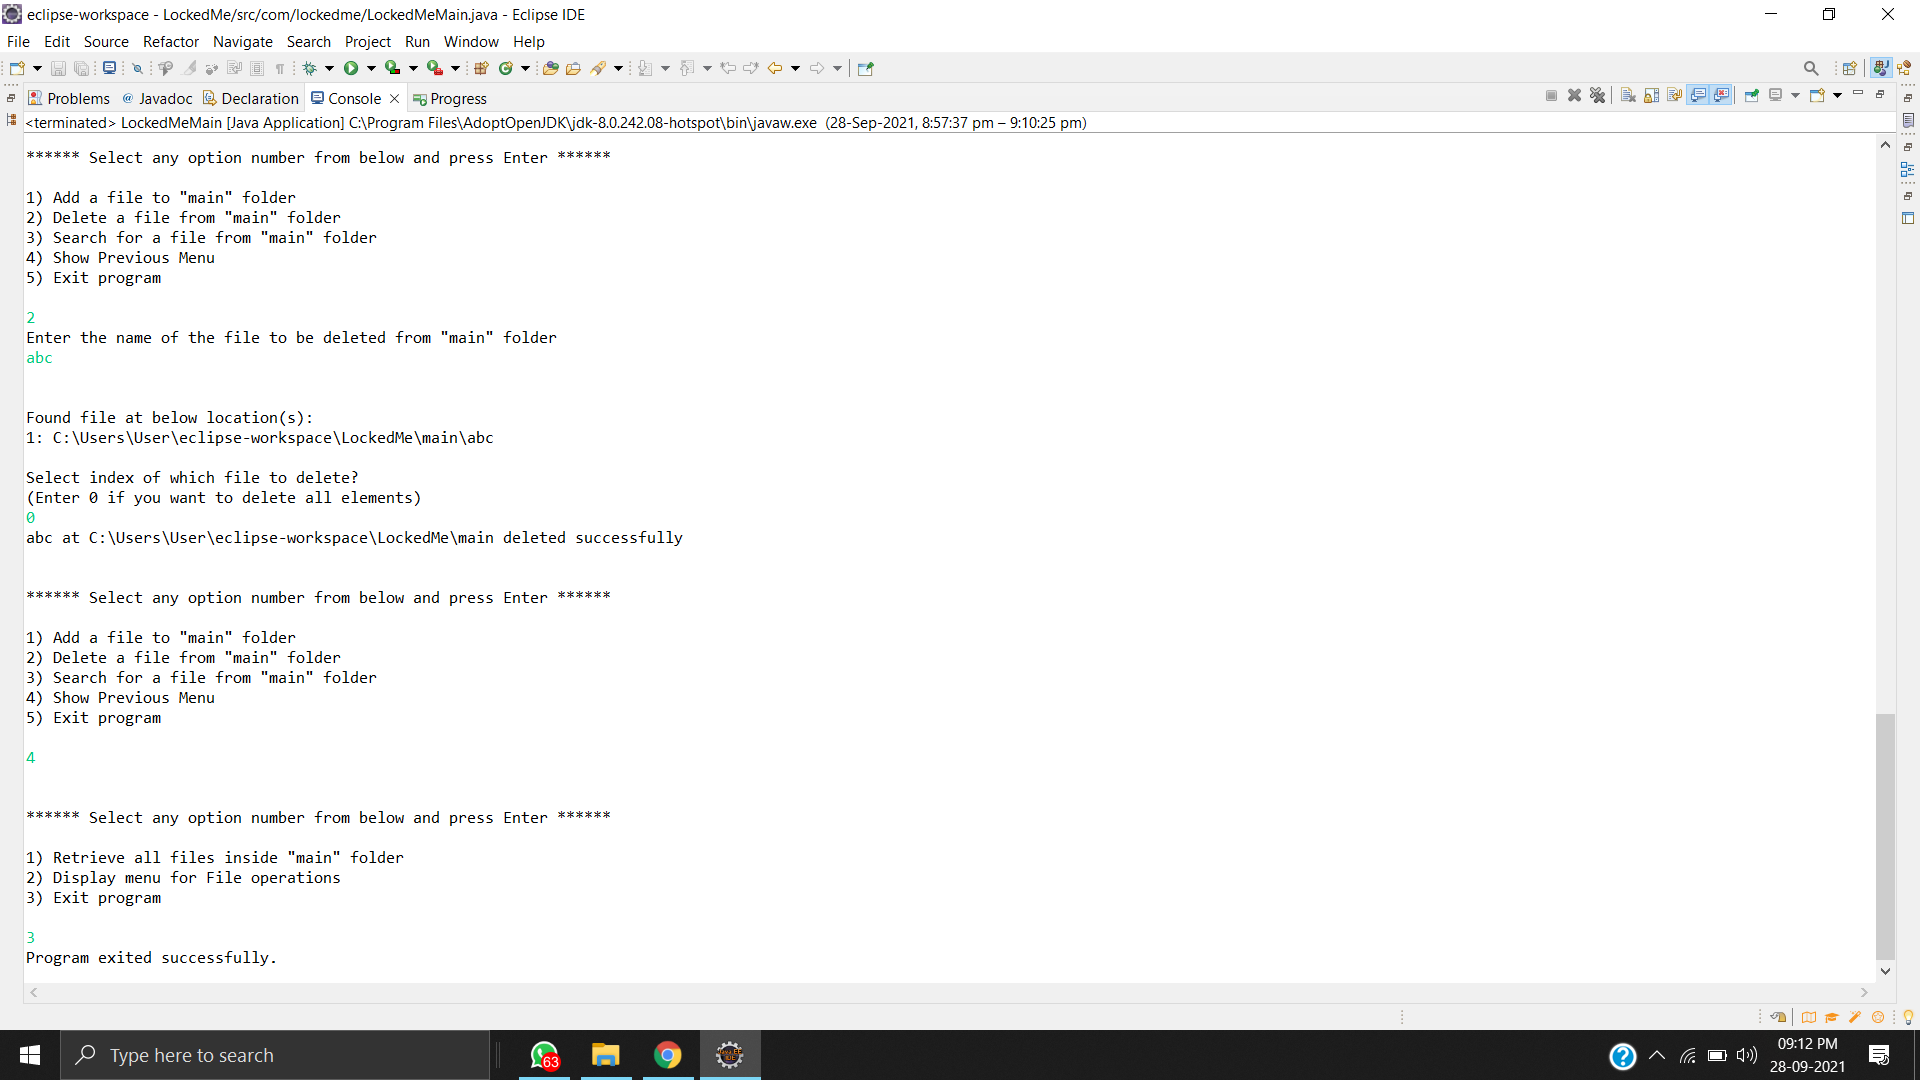 eclipse-workspace - LockedMe/src/com/lockedme/LockedMeMain.java - Eclipse IDE
File Edit Source Refactor Navigate Search Project Run Window Help
Problems @ Javadoc Declaration Console Progress
<terminated> LockedMeMain [Java Application] C:\Program Files\AdoptOpenJDK\jdk-8.0.242.08-hotspot\bin\javaw.exe (28-Sep-2021, 8:57:37 pm – 9:10:25 pm)
****** Select any option number from below and press Enter ******
1) Add a file to "main" folder
2) Delete a file from "main" folder
3) Search for a file from "main" folder
4) Show Previous Menu
5) Exit program
2
Enter the name of the file to be deleted from "main" folder
abc
Found file at below location(s):
1: C:\Users\User\eclipse-workspace\LockedMe\main\abc
Select index of which file to delete?
(Enter 0 if you want to delete all elements)
0
abc at C:\Users\User\eclipse-workspace\LockedMe\main deleted successfully
****** Select any option number from below and press Enter ******
1) Add a file to "main" folder
2) Delete a file from "main" folder
3) Search for a file from "main" folder
4) Show Previous Menu
5) Exit program
4
****** Select any option number from below and press Enter ******
1) Retrieve all files inside "main" folder
2) Display menu for File operations
3) Exit program
3
Program exited successfully.
Type here to search
63
09:12 PM
28-09-2021